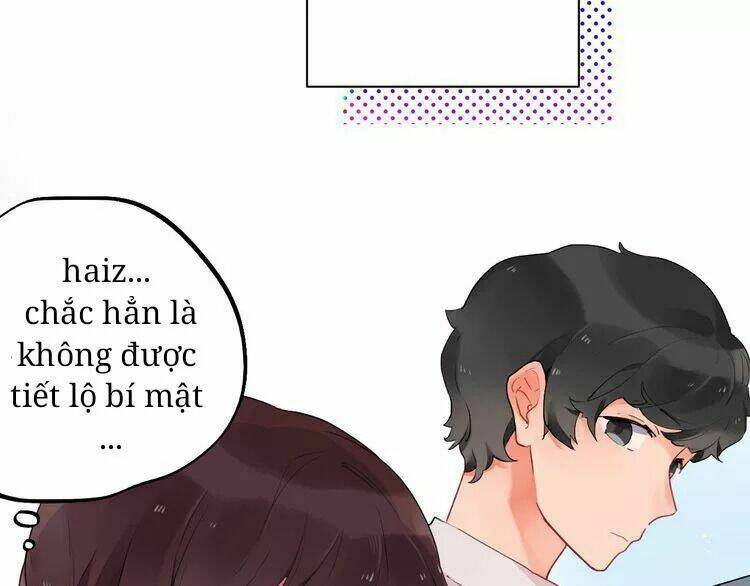 haiz...
chắc hẳn là
không được
tiết lộ bí mật
...